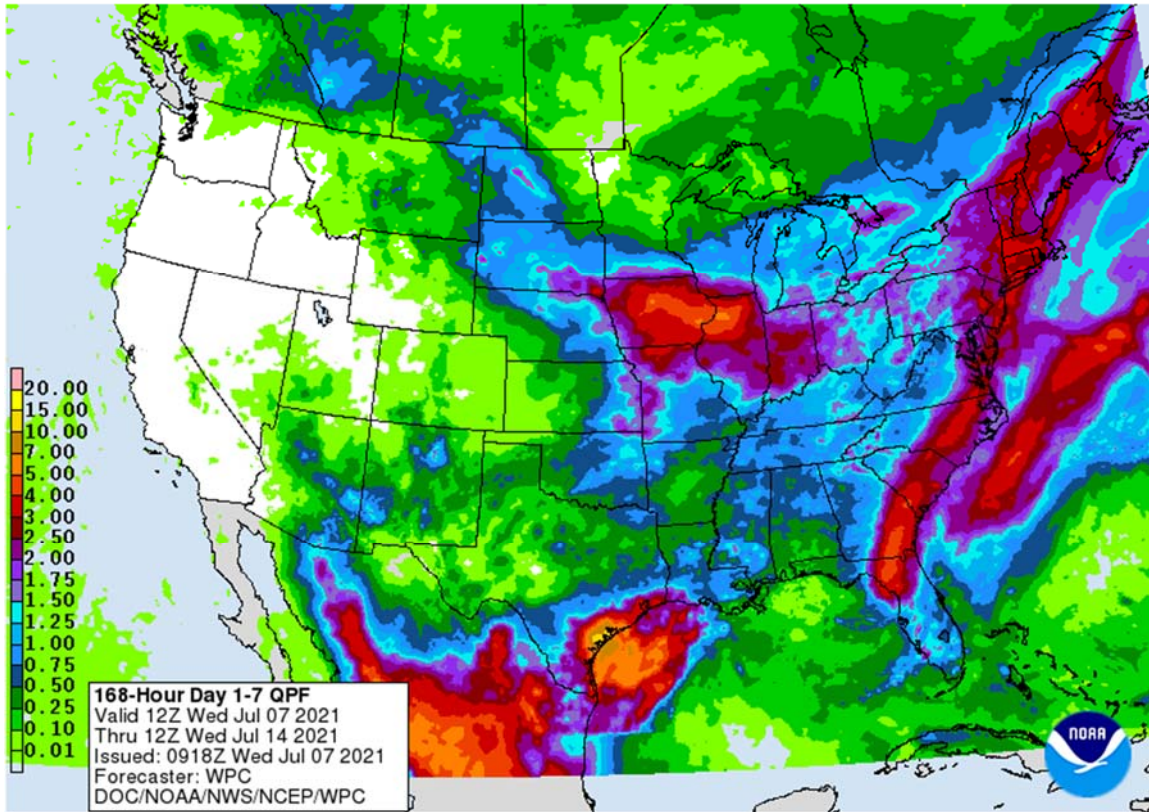 20.00
15.00
10.00
7.00
5.00
4.00
3.00
2.50
2.00
1.75
1.50
1.25
1.00
0.75
0.50
0.25
0.10
0.01
168-Hour Day 1-7 QPF
Valid 12Z Wed Jul 07 2021
Thru 12Z Wed Jul 14 2021
Issued: 0918Z Wed Jul 07 2021
Forecaster: WPC
DOC/NOAA/NWS/NCEP/WPC
NOAA